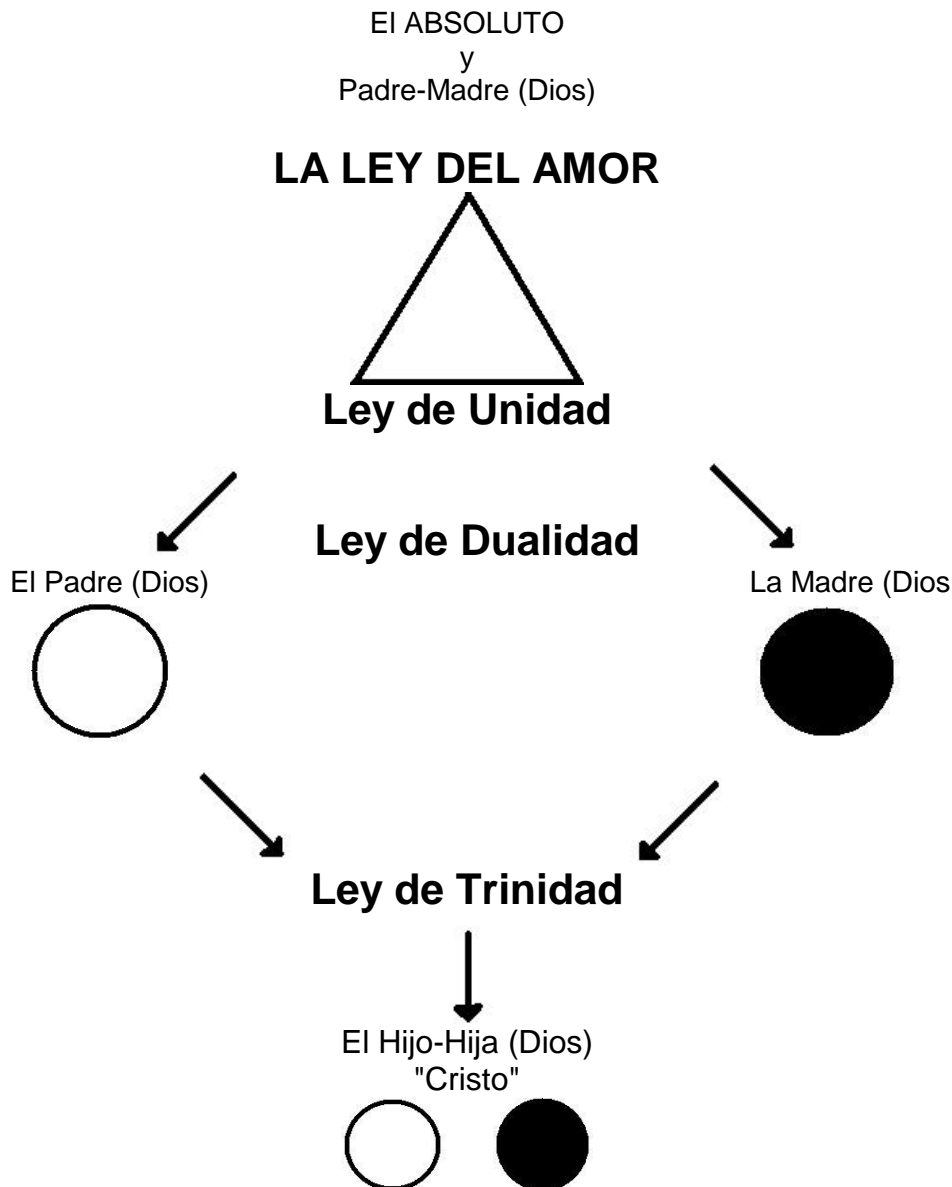 El ABSOLUTO
y
Padre-Madre (Dios)
LA LEY DEL AMOR
Ley de Unidad
Ley de Dualidad
El Padre (Dios)
La Madre (Dios
Ley de Trinidad
El Hijo-Hija (Dios)
"Cristo"